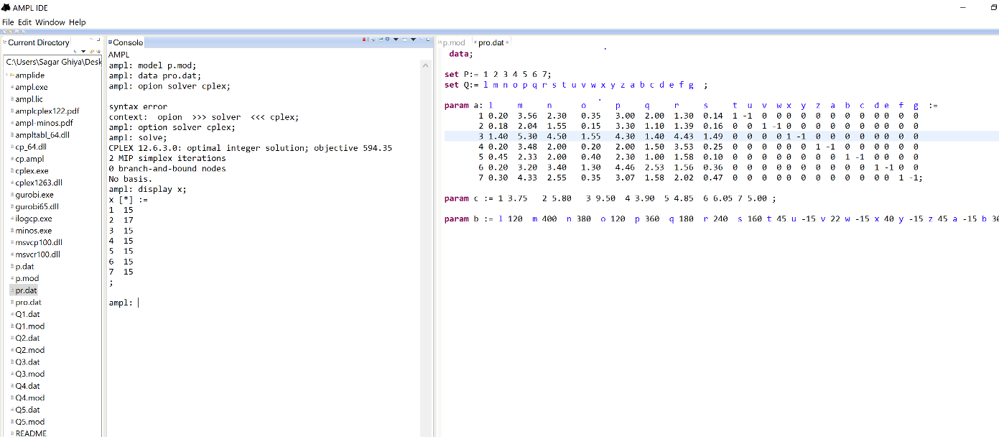 AMPL IDE
File Edit Window Help
Current Directory
C:\Users\Sagar Ghiya\Desk
amplide
ampl.exe
ampl.lic
amplcplex122.pdf
ampl-minos.pdf
ampltabl_64.dll
cp_64.dll
cp.ampl
cplex.exe
cplex1263.dll
gurobi.exe
gurobi65.dll
ilogcp.exe
minos.exe
msvcp100.dll
msvcr100.dll
p.dat
p.mod
pr.dat
pro.dat
Q1.dat
Q1.mod
Q2.dat
Q2.mod
Q3.dat
Q3.mod
Q4.dat
Q4.mod
Q5.dat
Q5.mod
README
Console
AMPL
ampl: model p.mod;
ampl: data pro.dat;
ampl: opion solver cplex;
syntax error
context:  opion  >>> solver  <<< cplex;
ampl: option solver cplex;
ampl: solve;
CPLEX 12.6.3.0: optimal integer solution; objective 594.35
2 MIP simplex iterations
0 branch-and-bound nodes
No basis.
ampl: display x;
x [*] :=
1  15
2  17
3  15
4  15
5  15
6  15
7  15
;
ampl:
p.mod pro.dat
data;
set P:= 1 2 3 4 5 6 7;
set Q:= l m n o p q r s t u v w x y z a b c d e f g  ;
param a: l m n o p q r s t u v w x y z a b c d e f g :=
1 0.20 3.56 2.30 0.35 3.00 2.00 1.30 0.14 1 -1 0 0 0 0 0 0 0 0 0 0 0 0
2 0.18 2.04 1.55 0.15 3.30 1.10 1.39 0.16 0 0 1 -1 0 0 0 0 0 0 0 0 0 0
3 1.40 5.30 4.50 1.55 4.30 1.40 4.43 1.49 0 0 0 0 1 -1 0 0 0 0 0 0 0 0
4 0.20 3.48 2.00 0.20 2.00 1.50 3.53 0.25 0 0 0 0 0 0 1 -1 0 0 0 0 0 0
5 0.45 2.33 2.00 0.40 2.30 1.00 1.58 0.10 0 0 0 0 0 0 0 0 1 -1 0 0 0 0
6 0.20 3.20 3.40 1.30 4.46 2.53 1.56 0.36 0 0 0 0 0 0 0 0 0 0 1 -1 0 0
7 0.30 4.33 2.55 0.35 3.07 1.58 2.02 0.47 0 0 0 0 0 0 0 0 0 0 0 0 1 -1;
param c := 1 3.75 2 5.80 3 9.50 4 3.90 5 4.85 6 6.05 7 5.00 ;
param b := l 120 m 400 n 380 o 120 p 360 q 180 r 240 s 160 t 45 u -15 v 22 w -15 x 40 y -15 z 45 a -15 b